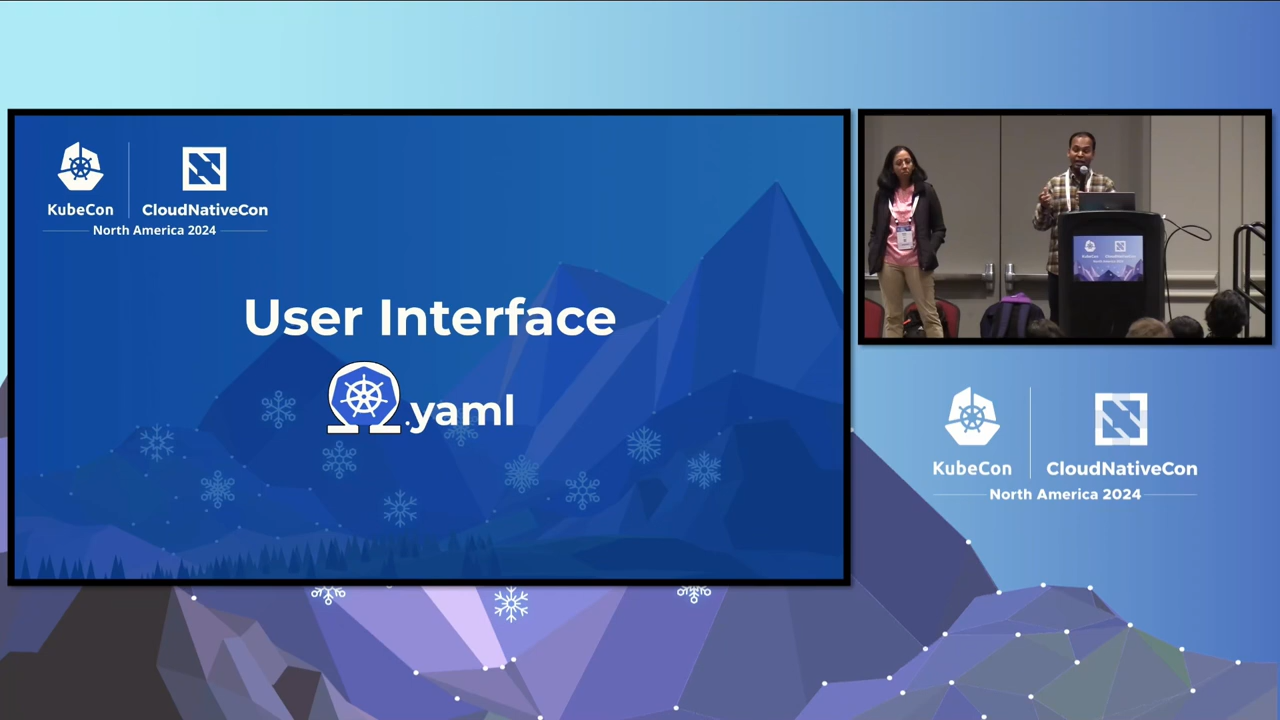 KubeCon
CloudNativeCon
North America 2024
User Interface
.yaml
KubeCon
CloudNativeCon
North America 2024